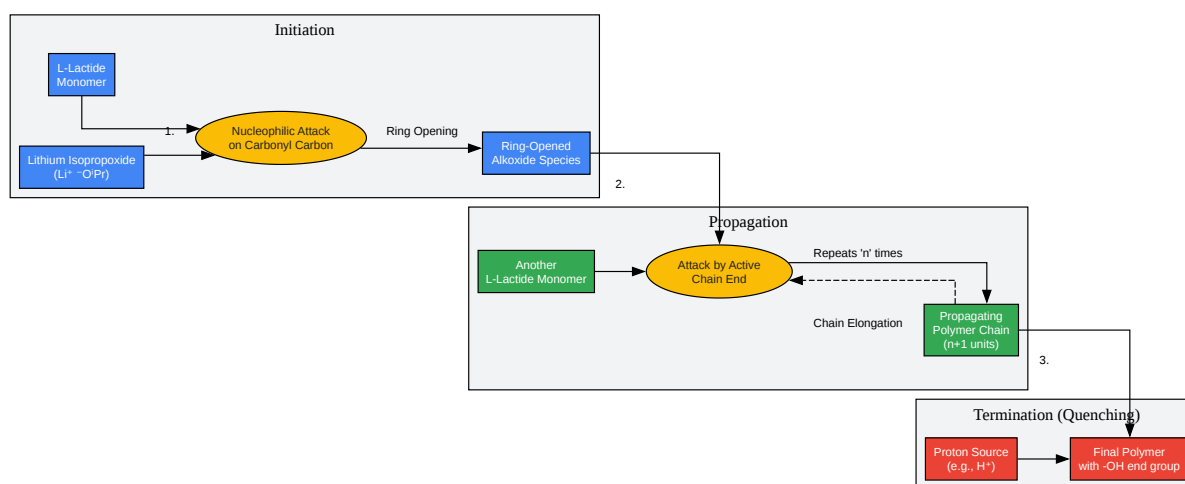 Initiation
L-Lactide
Monomer
1.
Nucleophilic Attack
on Carbonyl Carbon
Ring Opening
Lithium Isopropoxide
(Li⁺ ⁻OⁱPr)
Ring-Opened
Alkoxide Species
2.
Propagation
Another
L-Lactide Monomer
Attack by Active
Chain End
Repeats 'n' times
Chain Elongation
Propagating
Polymer Chain
(n+1 units)
3.
Termination (Quenching)
Proton Source
(e.g., H⁺)
Final Polymer
with -OH end group